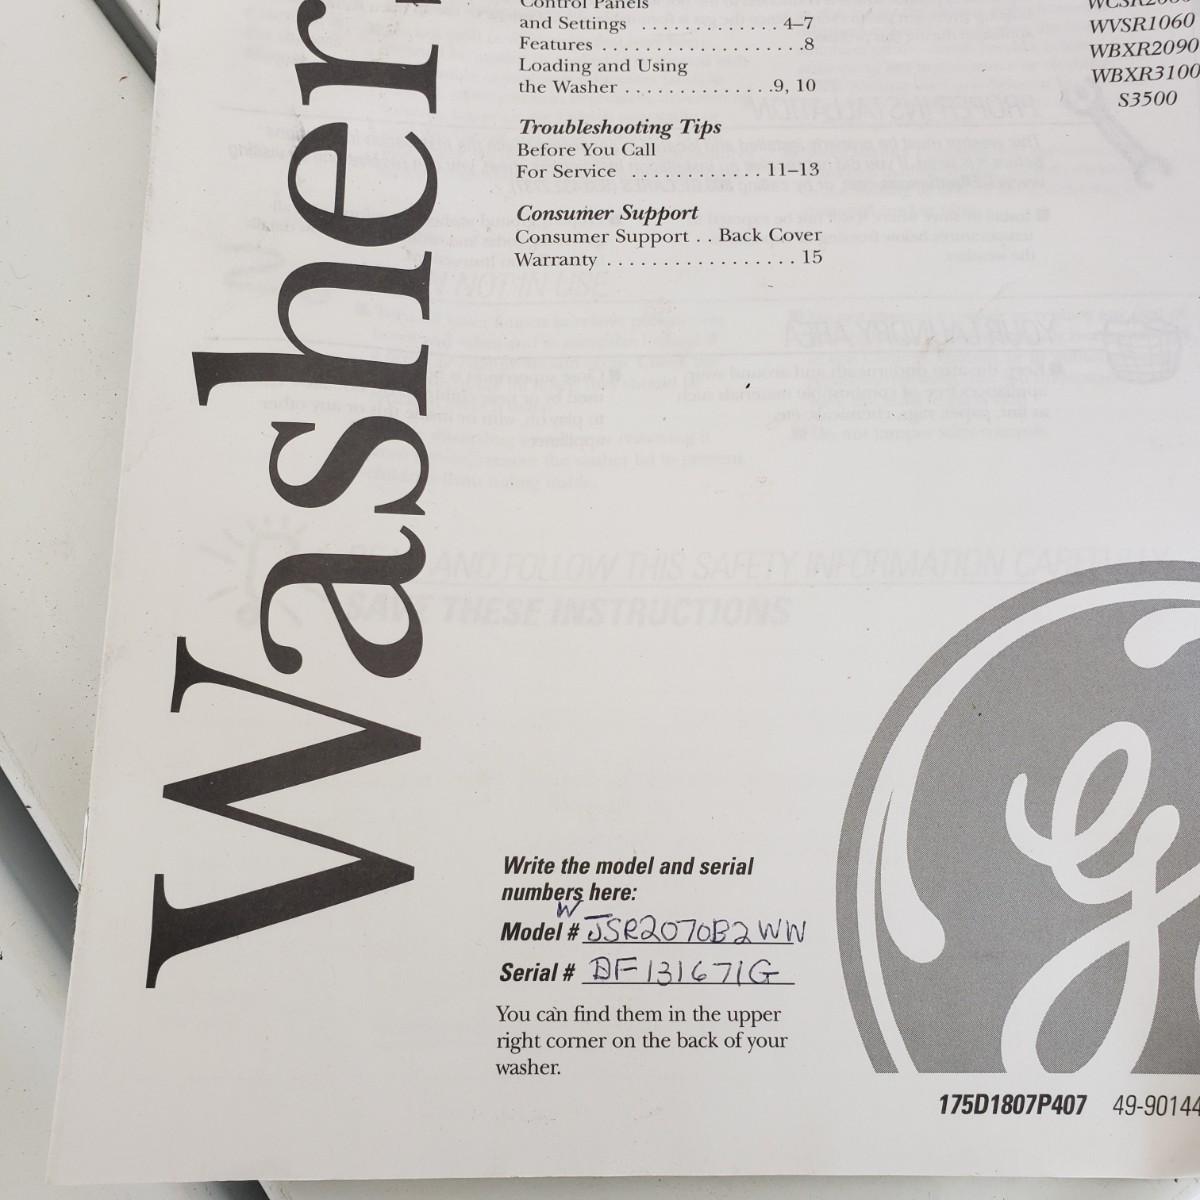 Washer
Control Panels
and Settings . . . . . . . . . . . . . 4–7
Features . . . . . . . . . . . . . . . . . .8
Loading and Using
the Washer . . . . . . . . . . . . . .9, 10
Troubleshooting Tips
Before You Call
For Service . . . . . . . . . . . . 11–13
Consumer Support
Consumer Support . . Back Cover
Warranty . . . . . . . . . . . . . . . . . 15
WVSR1060
WBXR2090
WBXR3100
S3500
Write the model and serial
numbers here:
W
Model # JSR2070B2WW
Serial # DF131671G
You can find them in the upper
right corner on the back of your
washer.
175D1807P407 49-90144